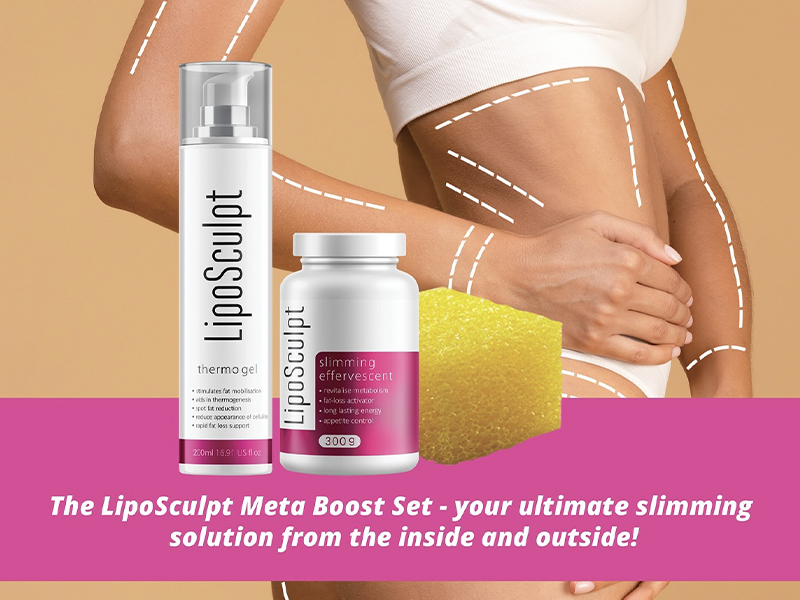 LipoSculpt
thermo gel
• stimulates fat mobilisation
• aids in thermogenesis
• spot fat reduction
• reduce appearance of cellulite
• rapid fat loss support
200ml 16.91 US fl oz
LipoSculpt
slimming
effervescent
• revitalise metabolism
• fat-loss activator
• long lasting energy
• appetite control
300g
The LipoSculpt Meta Boost Set - your ultimate slimming
solution from the inside and outside!